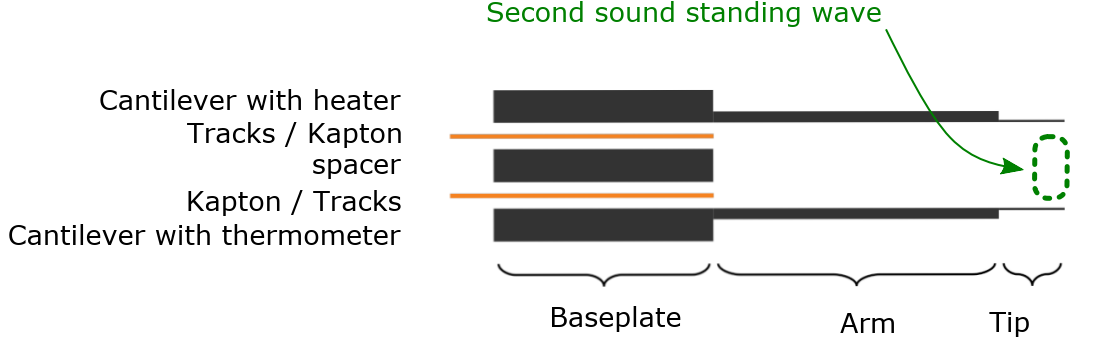 Second sound standing wave
Cantilever with heater
Tracks / Kapton
spacer
Kapton / Tracks
Cantilever with thermometer
Baseplate
Arm
Tip